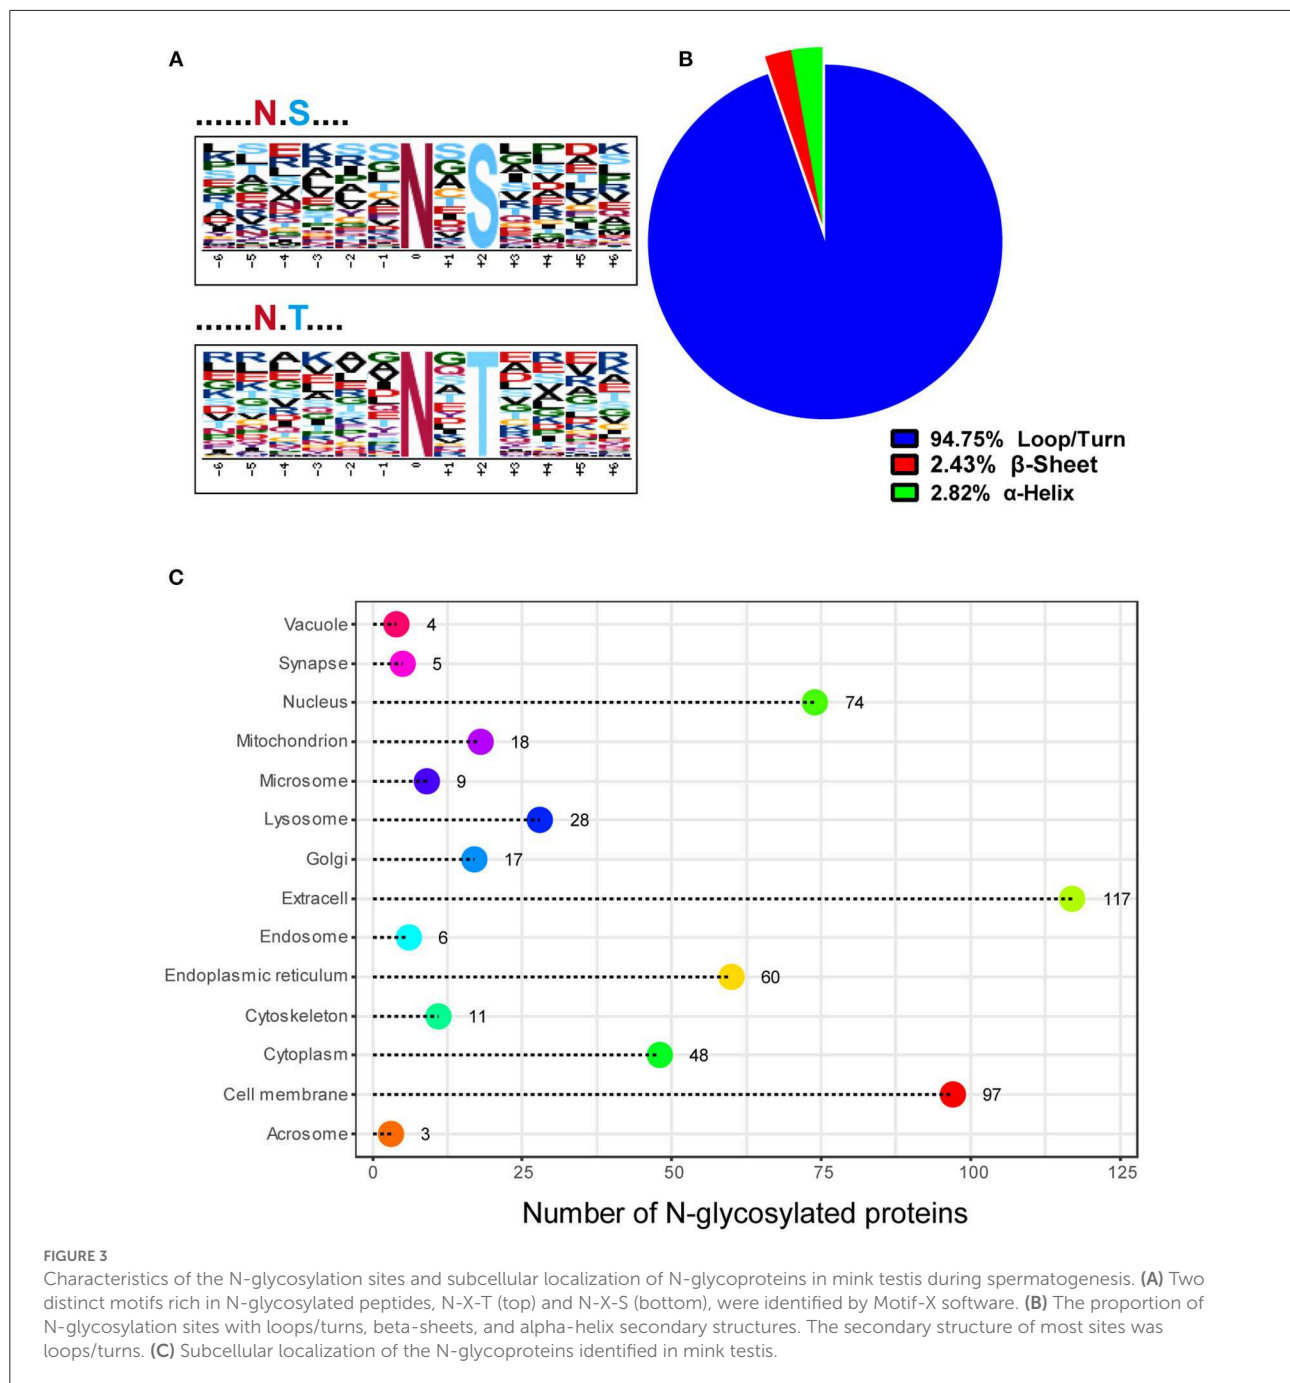 A
......N.S....
-6 -5 -4 -3 -2 -1 0 +1 +2 +3 +4 +5 +6
......N.T....
-6 -5 -4 -3 -2 -1 0 +1 +2 +3 +4 +5 +6
B
94.75% Loop/Turn
2.43% β-Sheet
2.82% α-Helix
C
Vacuole 4
Synapse 5
Nucleus 74
Mitochondrion 18
Microsome 9
Lysosome 28
Golgi 17
Extracell 117
Endosome 6
Endoplasmic reticulum 60
Cytoskeleton 11
Cytoplasm 48
Cell membrane 97
Acrosome 3
0 25 50 75 100 125
Number of N-glycosylated proteins
FIGURE 3
Characteristics of the N-glycosylation sites and subcellular localization of N-glycoproteins in mink testis during spermatogenesis. (A) Two
distinct motifs rich in N-glycosylated peptides, N-X-T (top) and N-X-S (bottom), were identified by Motif-X software. (B) The proportion of
N-glycosylation sites with loops/turns, beta-sheets, and alpha-helix secondary structures. The secondary structure of most sites was
loops/turns. (C) Subcellular localization of the N-glycoproteins identified in mink testis.